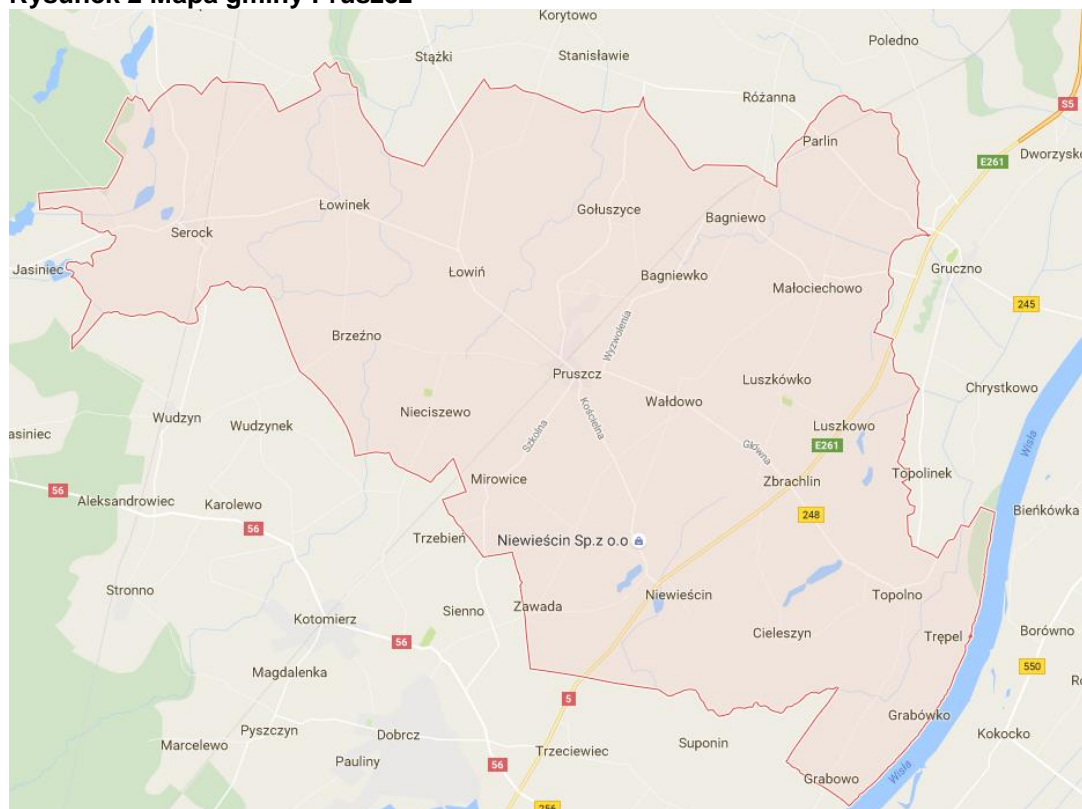 Rysunek 2 Mapa gminy Pruszcz
Korytowo
Poledno
Stążki
Stanisławie
Różanna
S5
Parlin
E261
Dworzysko
Łowinek
Gołuszyce
Bagniewo
Serock
Jasiniec
Łowiń
Bagniewko
Gruczno
Małociechowo
245
Wyzwolenia
Brzeźno
Pruszcz
Luszkówko
Chrystkowo
Wałdowo
Nieciszewo
Kościelna
Wudzyn
Wudzynek
Luszkowo
asiniec
Szkolna
Główna
E261
Wisła
Topolinek
Mirowice
Zbrachlin
56
Aleksandrowiec
Karolewo
Bieńkówka
248
56
Trzebień
Niewieścin Sp.z o.o
Stronno
Niewieścin
Topolno
Sienno
Zawada
Kotomierz
Cieleszyn
Trępel
Borówno
56
550
Magdalenka
5
Grabówko
Pyszczyn
Dobrcz
Kokocko
Marcelewo
Trzeciewiec
Suponin
Pauliny
56
Wisła
Grabowo
256